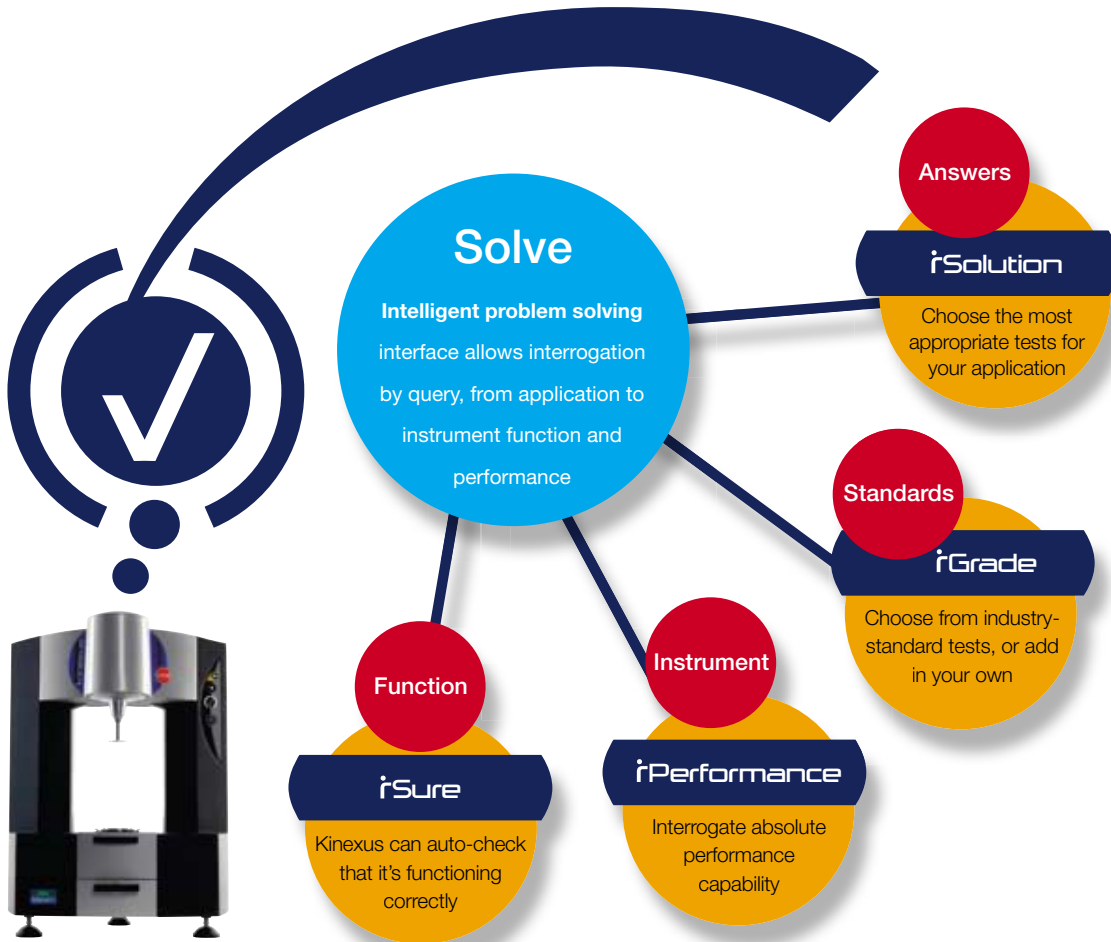 Solve
Intelligent problem solving
interface allows interrogation
by query, from application to
instrument function and
performance
Answers
rSolution
Choose the most
appropriate tests for
your application
Standards
rGrade
Choose from industry-
standard tests, or add
in your own
Instrument
rPerformance
Interrogate absolute
performance
capability
Function
rSure
Kinexus can auto-check
that it's functioning
correctly